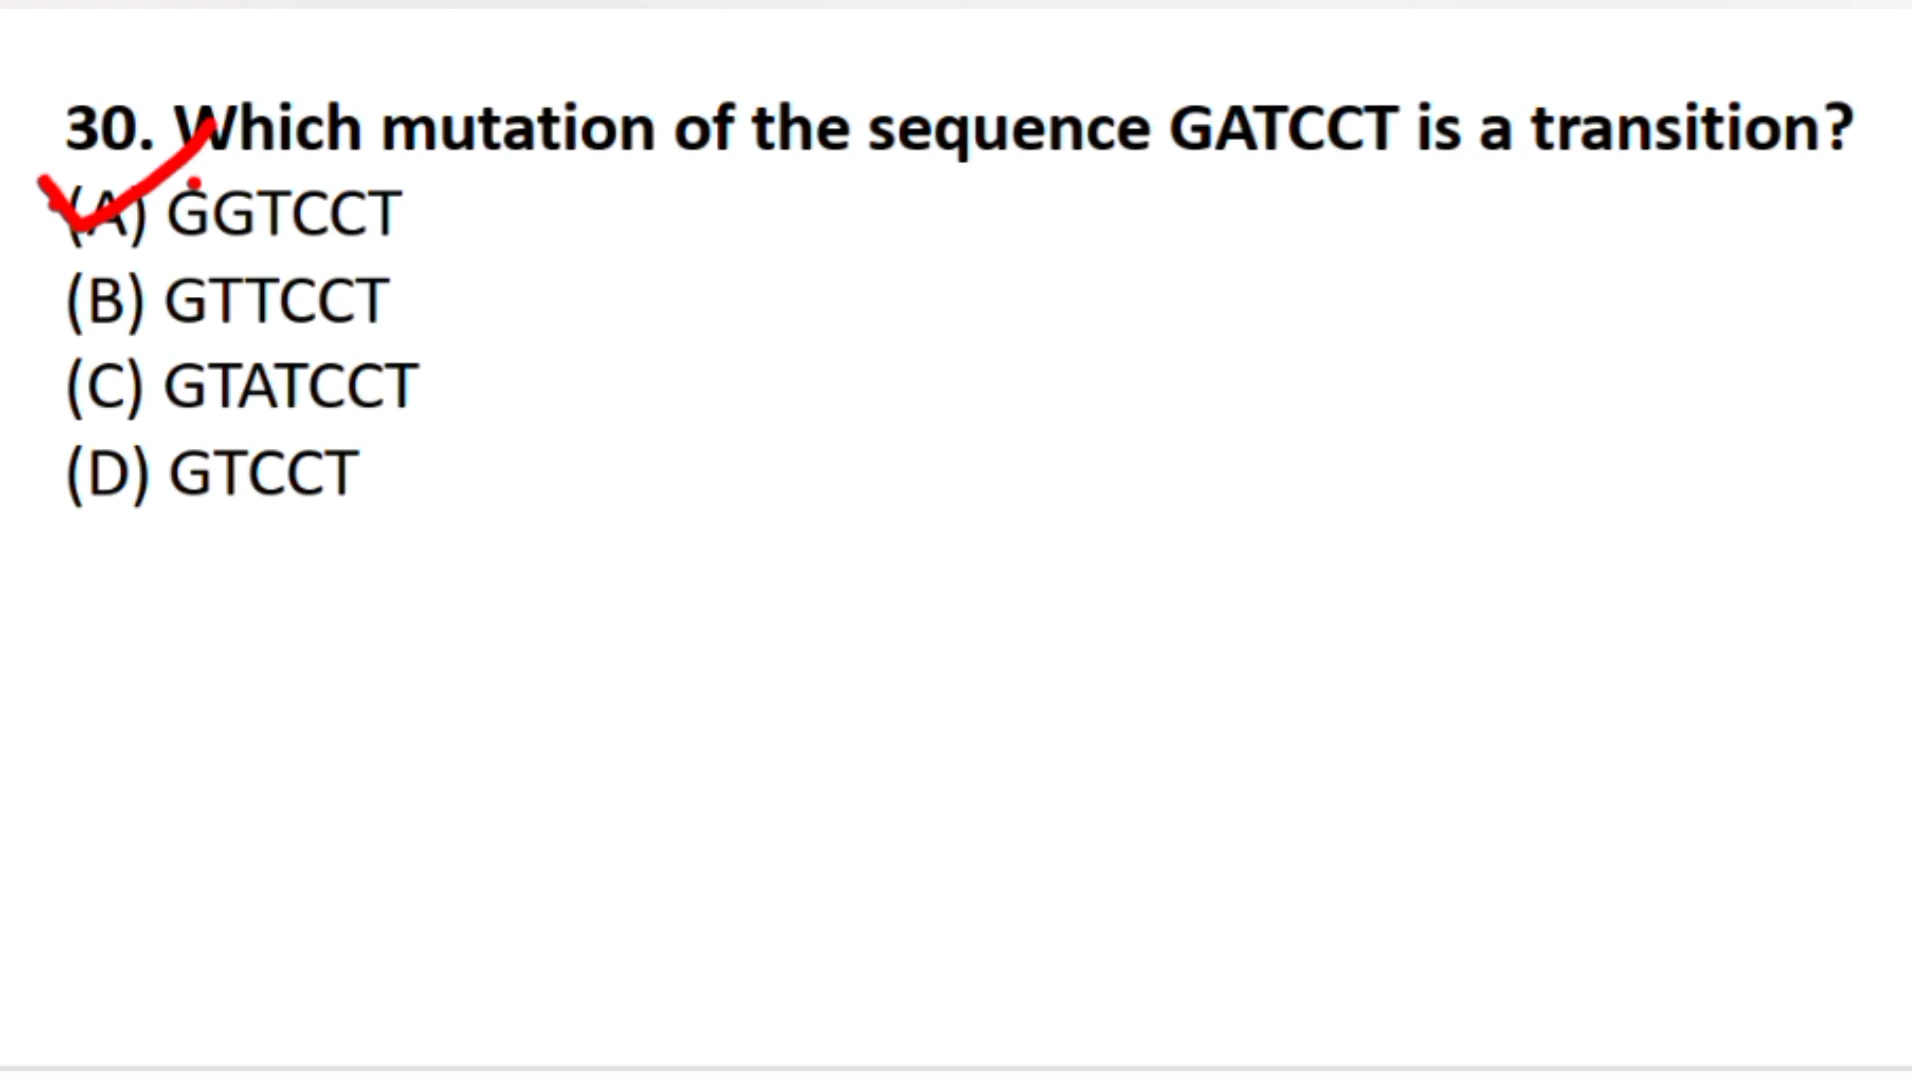 30. Which mutation of the sequence GATCCT is a transition?
(A) GGTCCT
(B) GTTCCT
(C) GTATCCT
(D) GTCCT